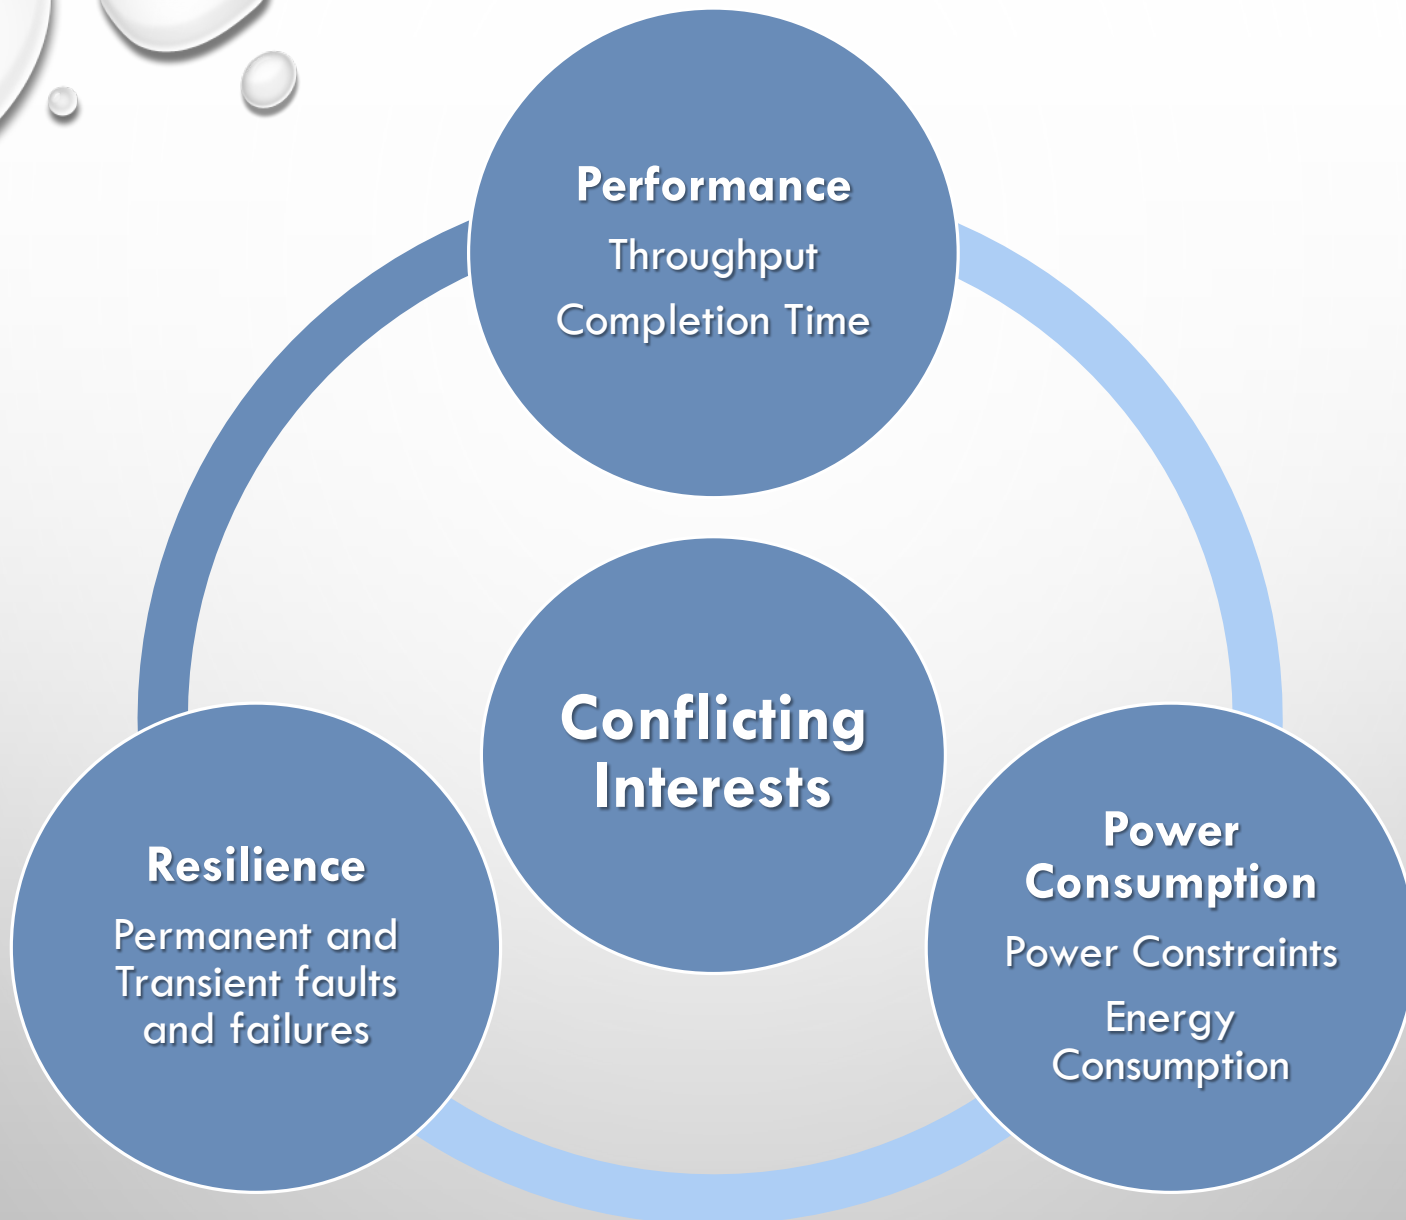 Performance
Throughput
Completion Time
Conflicting
Interests
Resilience
Permanent and
Transient faults
and failures
Power
Consumption
Power Constraints
Energy
Consumption